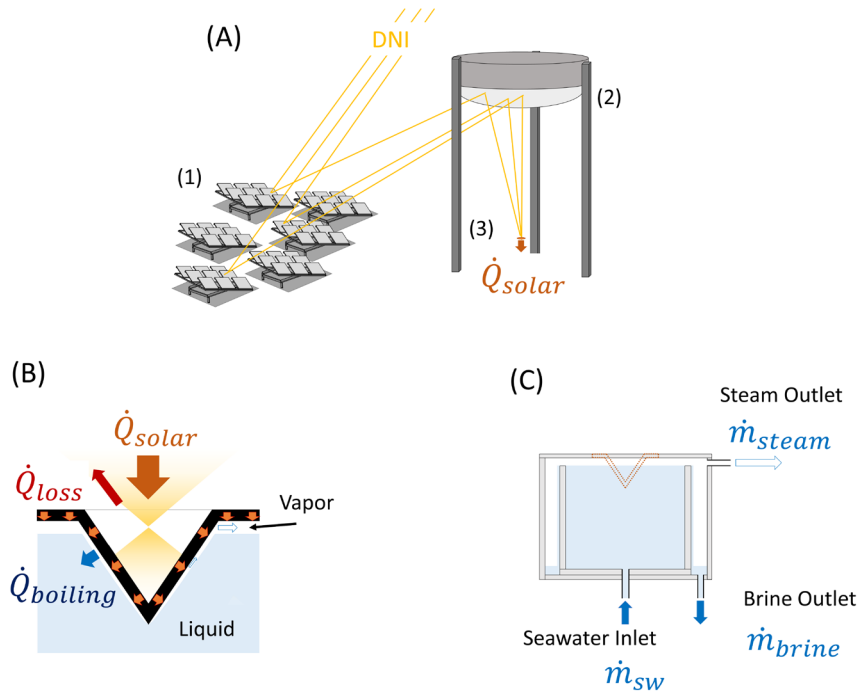 (A)
DNI
(1)
(2)
(3)
Q̇solar
(B)
Q̇solar
Q̇loss
Vapor
Q̇boiling
Liquid
(C)
Steam Outlet
ṁsteam
Seawater Inlet
ṁsw
Brine Outlet
ṁbrine